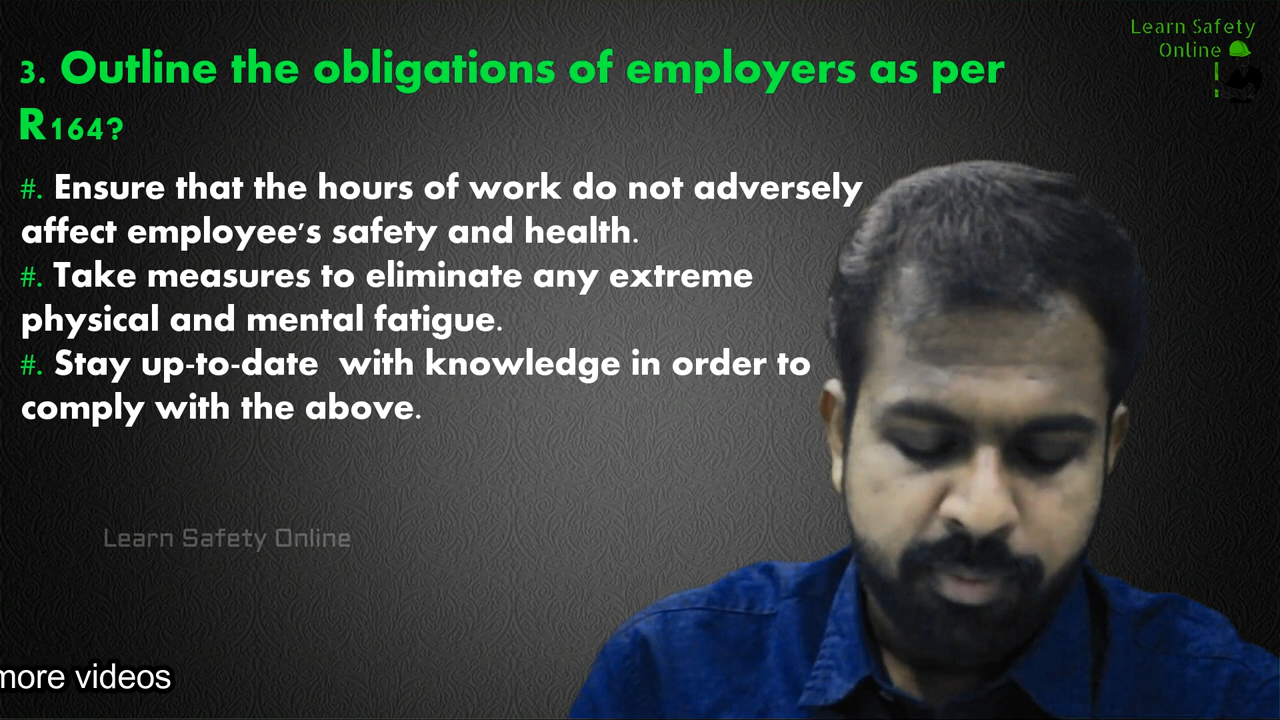 Learn Safety
Online
3. Outline the obligations of employers as per
R164?
#. Ensure that the hours of work do not adversely
affect employee's safety and health.
#. Take measures to eliminate any extreme
physical and mental fatigue.
#. Stay up-to-date  with knowledge in order to
comply with the above.
Learn Safety Online
more videos